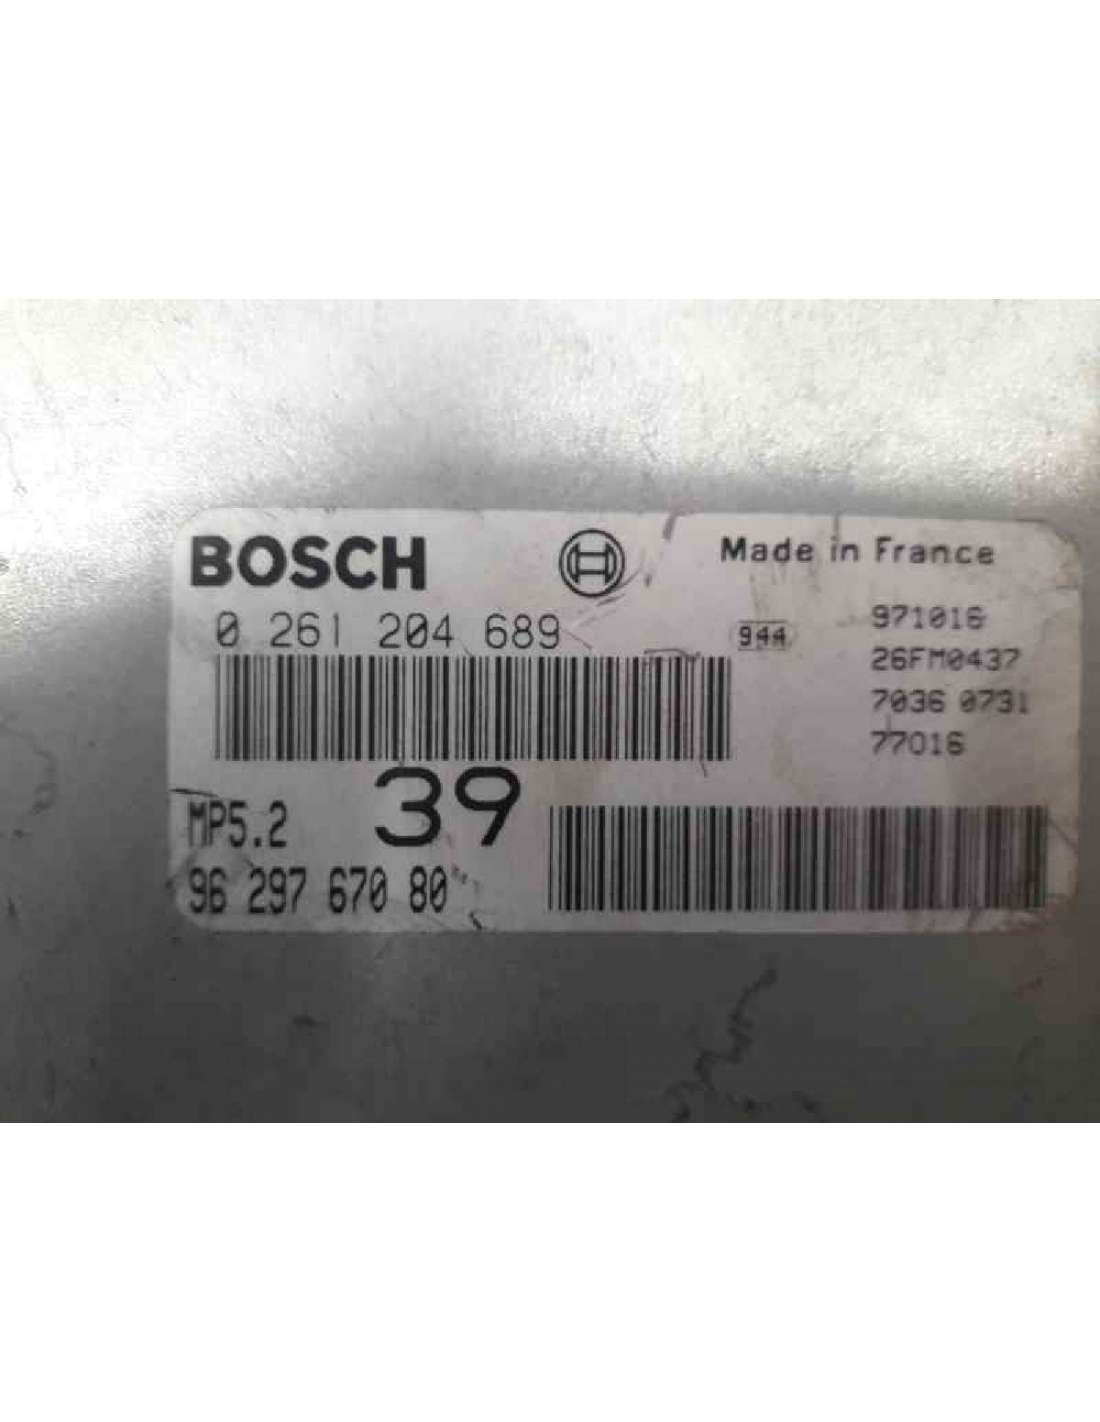 BOSCH
Made in France
0 261 204 689
944
971016
26FM0437
7036 0731
77016
MP5.2
39
96 297 670 80